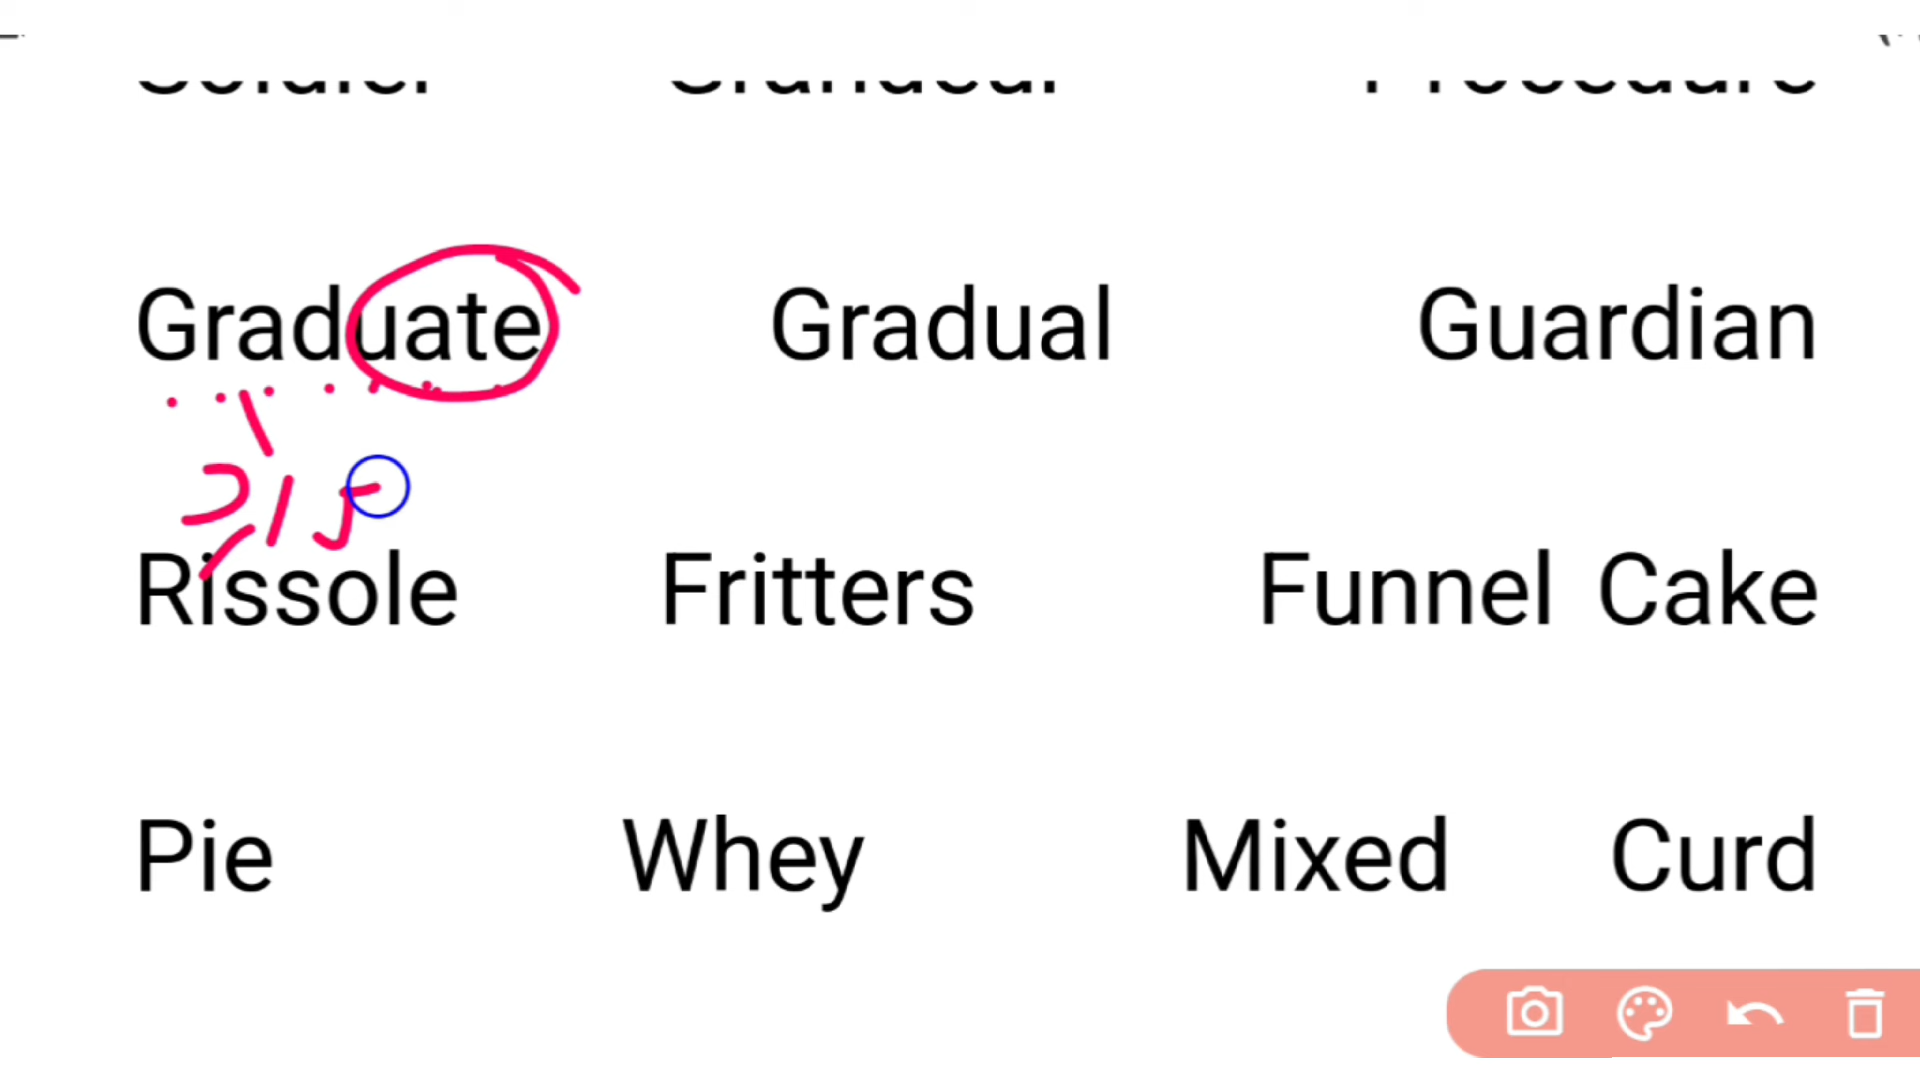 Graduate Gradual Guardian
Rissole Fritters Funnel Cake
Pie Whey Mixed Curd